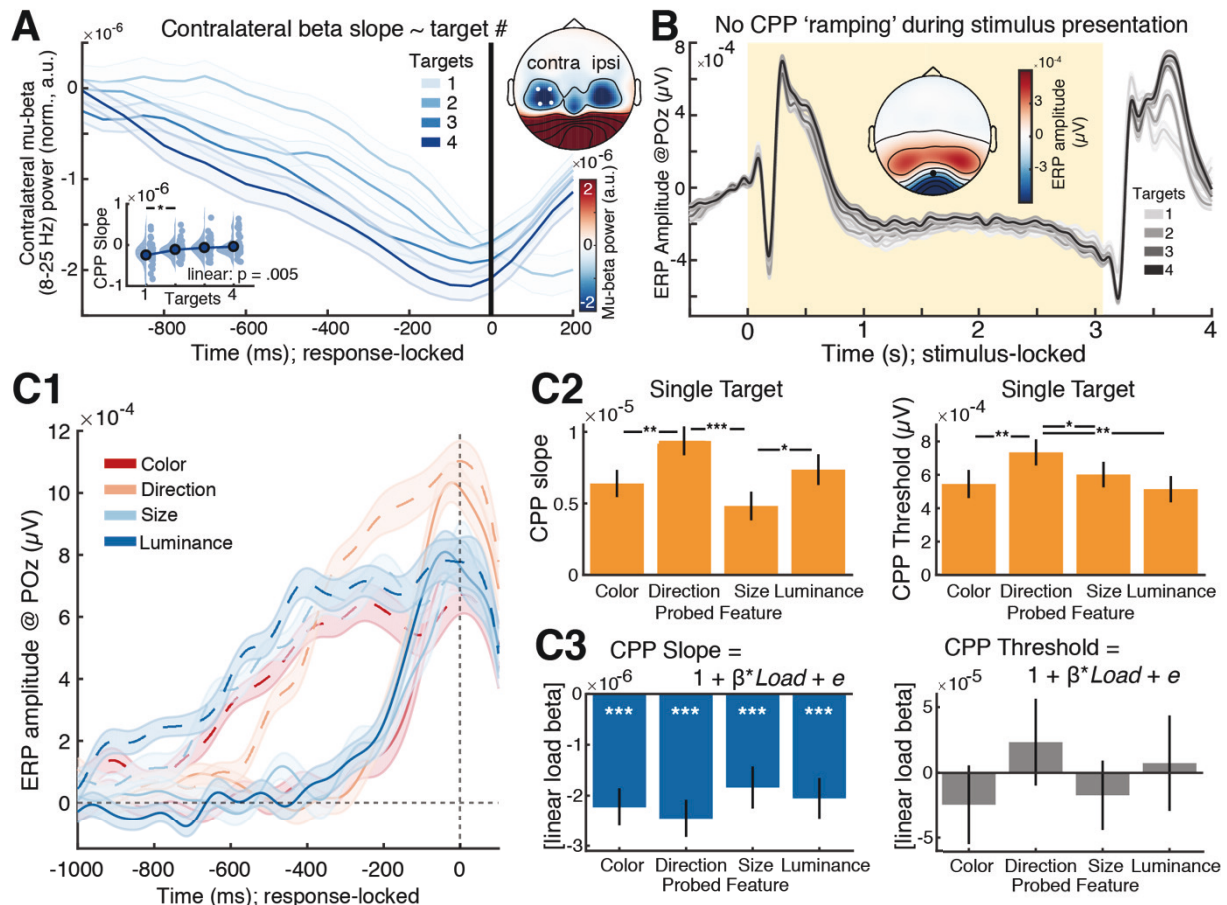 A
Contralateral beta slope ~ target #
×10⁻⁶
0
-1
-2
Contralateral mu-beta
(8-25 Hz) power (norm., a.u.)
Targets
1
2
3
4
contra ipsi
×10⁻⁶
2
0
-2
Mu-beta power (a.u.)
×10⁻⁶
1
0
-1
CPP Slope
*
linear: p = .005
1 4
Targets
-800 -600 -400 -200 0 200
Time (ms); response-locked
B
No CPP ‘ramping’ during stimulus presentation
8
×10⁻⁴
4
0
-4
ERP Amplitude @POz (μV)
.10⁻⁴
3
0
-3
ERP amplitude
(μV)
Targets
1
2
3
4
0 1 2 3 4
Time (s); stimulus-locked
C1
×10⁻⁴
12
10
8
6
4
2
0
ERP amplitude @ POz (μV)
Color
Direction
Size
Luminance
-1000 -800 -600 -400 -200 0
Time (ms); response-locked
C2
Single Target
×10⁻⁵
1
0.5
0
CPP slope
** *** *
Color Direction Size Luminance
Probed Feature
Single Target
×10⁻⁴
8
6
4
CPP Threshold (μV)
** * **
Color Direction Size Luminance
Probed Feature
C3
CPP Slope =
1 + β*Load + e
×10⁻⁶
0
-1
-2
-3
[linear load beta]
*** *** *** ***
Color Direction Size Luminance
Probed Feature
CPP Threshold =
1 + β*Load + e
×10⁻⁵
5
0
-5
[linear load beta]
Color Direction Size Luminance
Probed Feature